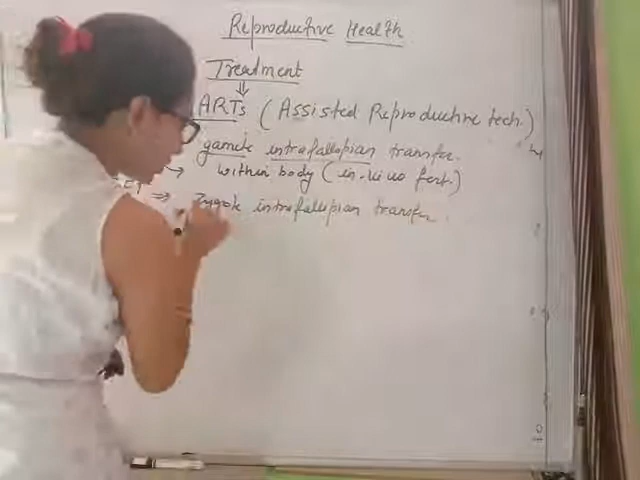 Reproductive Health
Treatment
⇓
ARTs (Assisted Reproductive tech.)
gamete intrafallopian transfer.
→ within body (in-vivo fert.)
⇒ Zygote intrafallopian transfer.